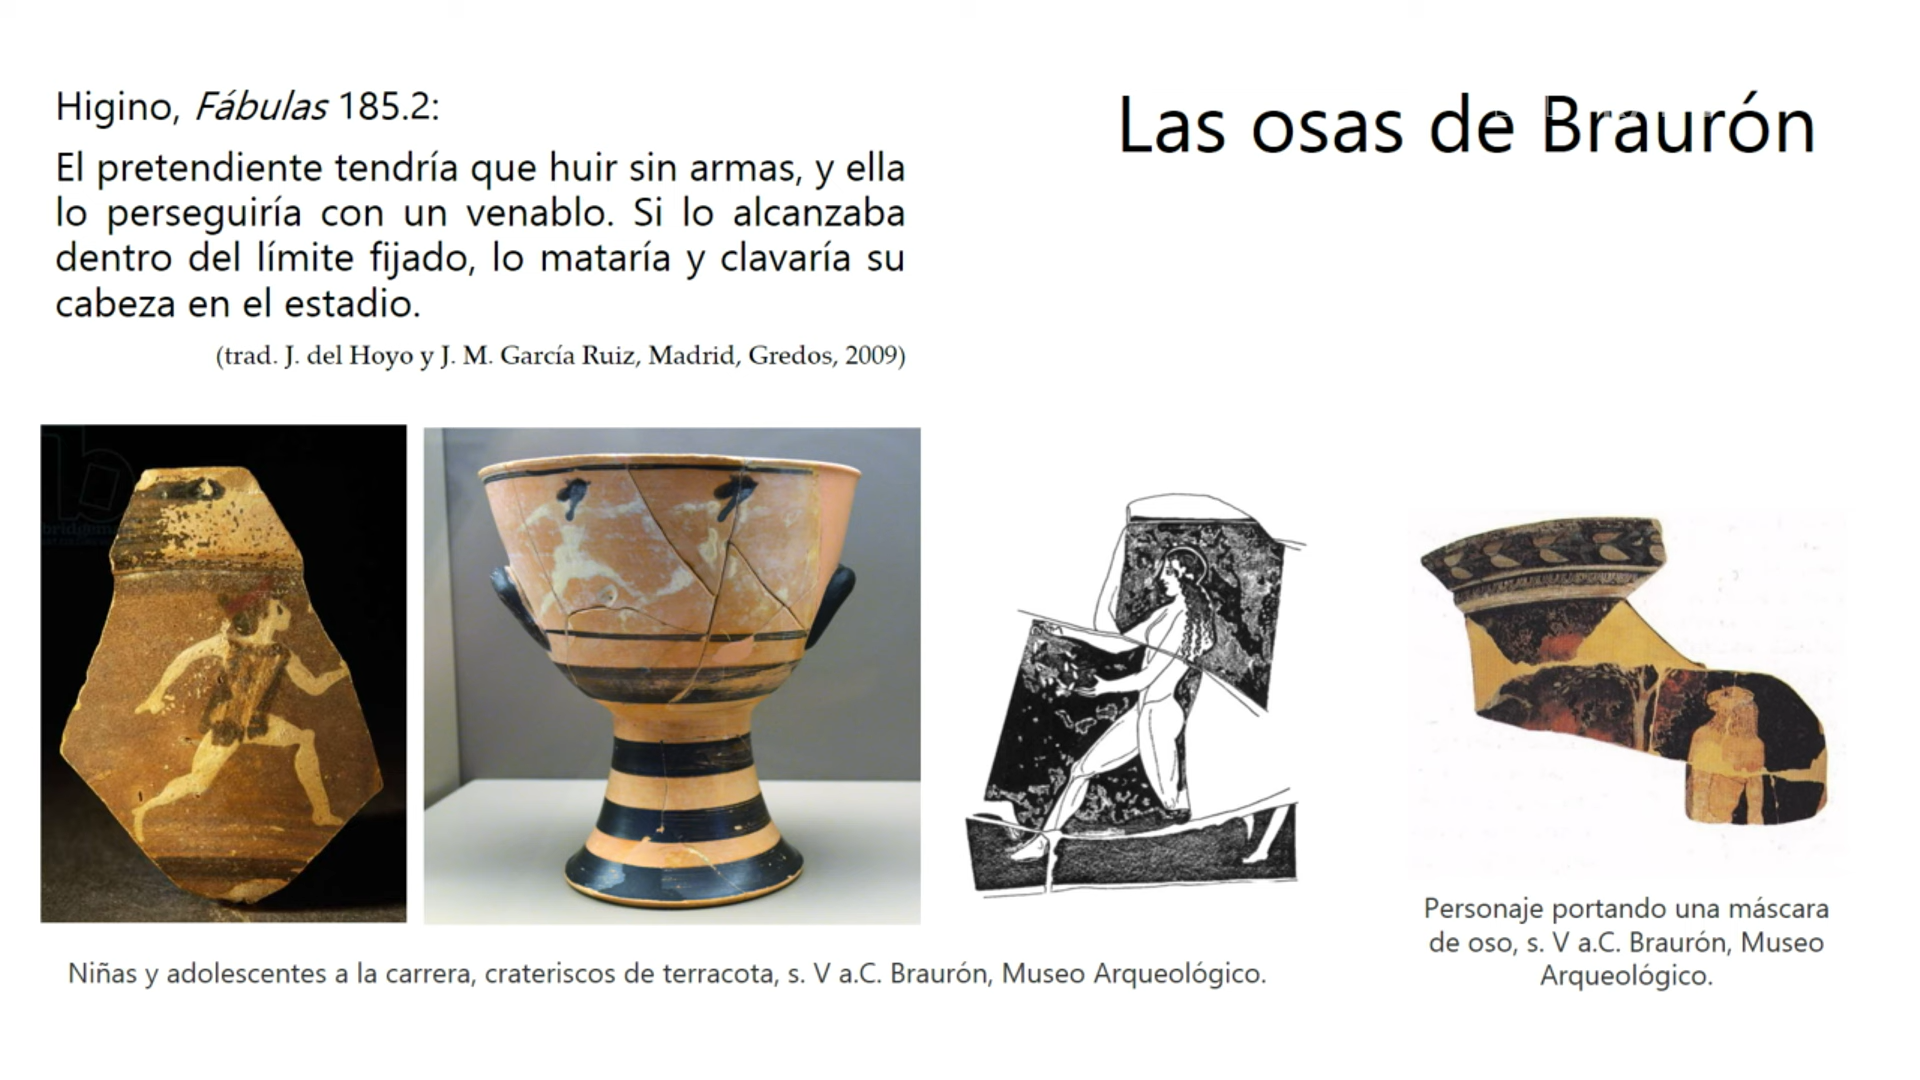 Higino, Fábulas 185.2:
El pretendiente tendría que huir sin armas, y ella
lo perseguiría con un venablo. Si lo alcanzaba
dentro del límite fijado, lo mataría y clavaría su
cabeza en el estadio.
(trad. J. del Hoyo y J. M. García Ruiz, Madrid, Gredos, 2009)
Las osas de Braurón
Niñas y adolescentes a la carrera, crateriscos de terracota, s. V a.C. Braurón, Museo Arqueológico.
Personaje portando una máscara
de oso, s. V a.C. Braurón, Museo
Arqueológico.